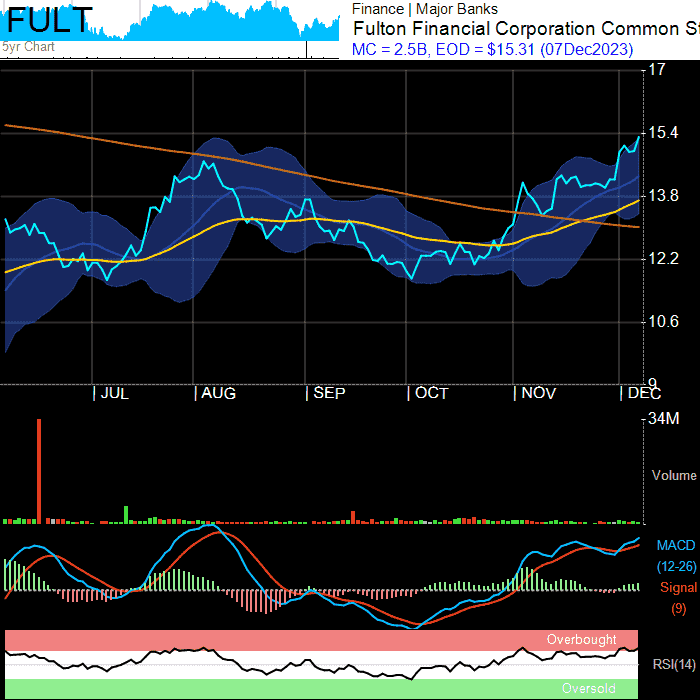 FULT
5yr Chart
Finance | Major Banks
Fulton Financial Corporation Common St
MC = 2.5B, EOD = $15.31 (07Dec2023)
17
15.4
13.8
12.2
10.6
9
JUL AUG SEP OCT NOV DEC
34M
Volume
MACD
(12-26)
Signal
(9)
Overbought
RSI(14)
Oversold